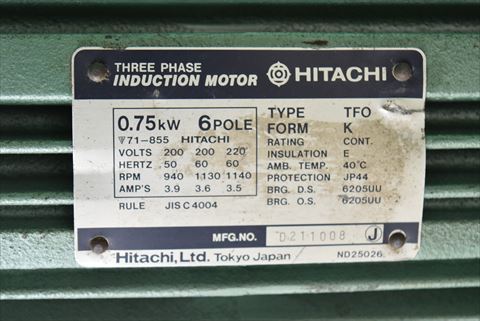 THREE PHASE
INDUCTION MOTOR
HITACHI
0.75kW 6POLE
71-855 HITACHI
VOLTS 200 200 220
HERTZ 50 60 60
RPM 940 1130 1140
AMP'S 3.9 3.6 3.5
RULE JIS C 4004
TYPE TFO
FORM K
RATING CONT.
INSULATION E
AMB. TEMP. 40°C
PROTECTION JP44
BRG. D.S. 6205UU
BRG. O.S. 6205UU
MFG.NO. D211008 J
Hitachi, Ltd. Tokyo Japan
ND25026